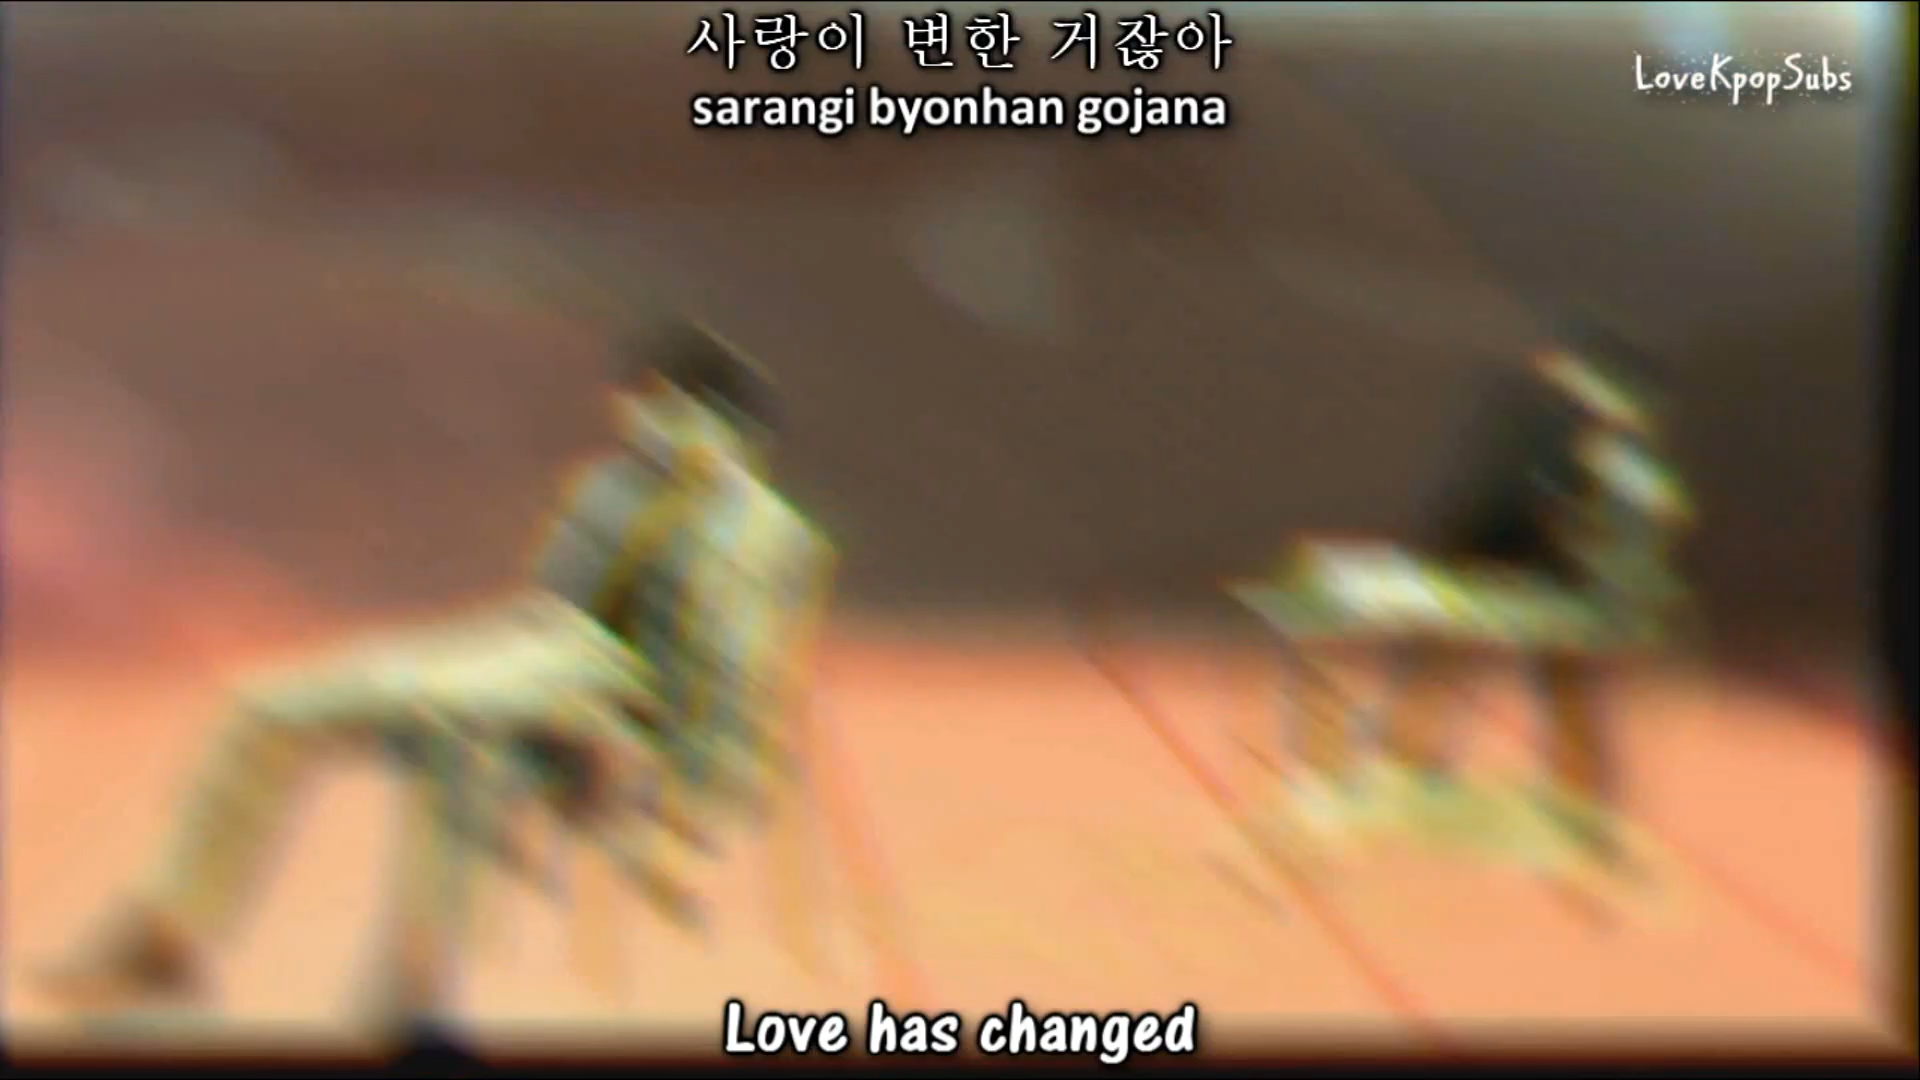 사랑이 변한 거잖아
sarangi byonhan gojana
LoveKpopSubs
Love has changed